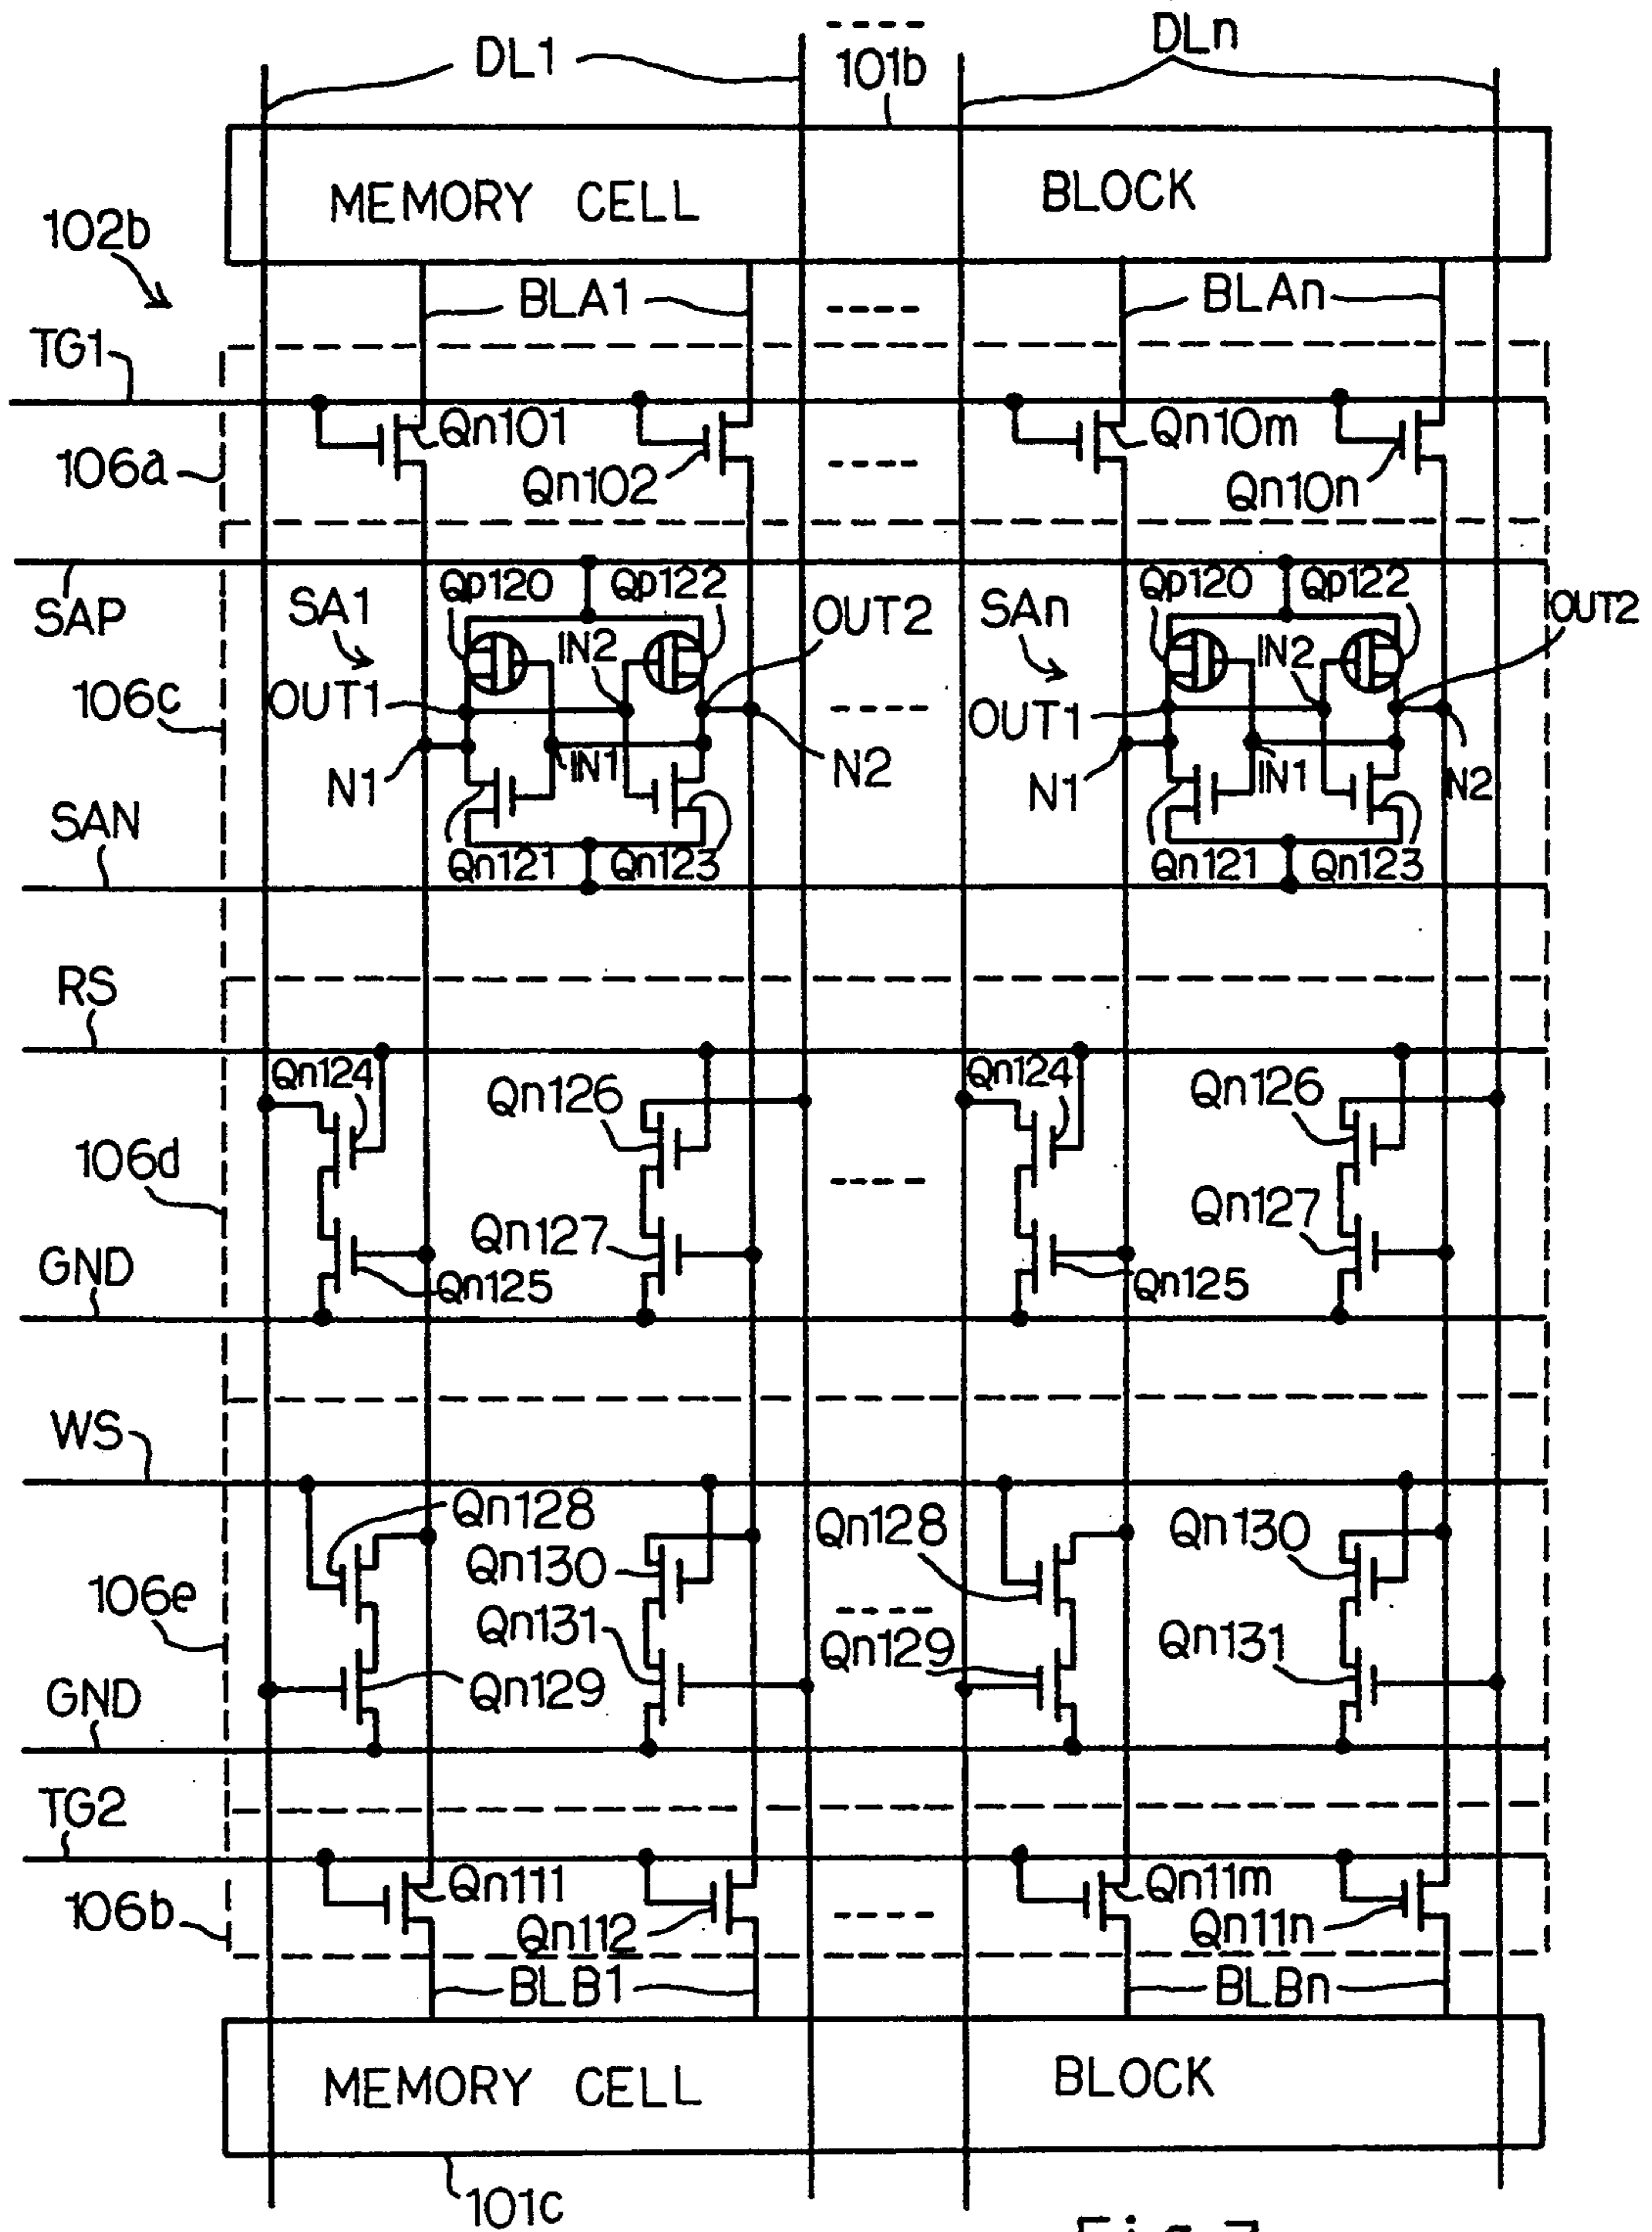 DL1
101b
DLn
MEMORY CELL BLOCK
102b
BLA1
BLAn
TG1
Qn101
Qn10m
106a
Qn102
Qn10n
SAP
Qp120
Qp122
Qp120
Qp122
SA1
IN2
OUT2
SAn
IN2
OUT2
106c
OUT1
OUT1
N1
IN1
N2
N1
IN1
N2
SAN
Qn121
Qn123
Qn121
Qn123
RS
Qn124
Qn126
Qn124
Qn126
106d
Qn127
Qn127
GND
Qn125
Qn125
WS
Qn128
Qn128
Qn130
Qn130
106e
Qn131
Qn129
Qn131
GND
Qn129
TG2
Qn111
Qn11m
106b
Qn112
Qn11n
BLB1
BLBn
MEMORY CELL BLOCK
101c